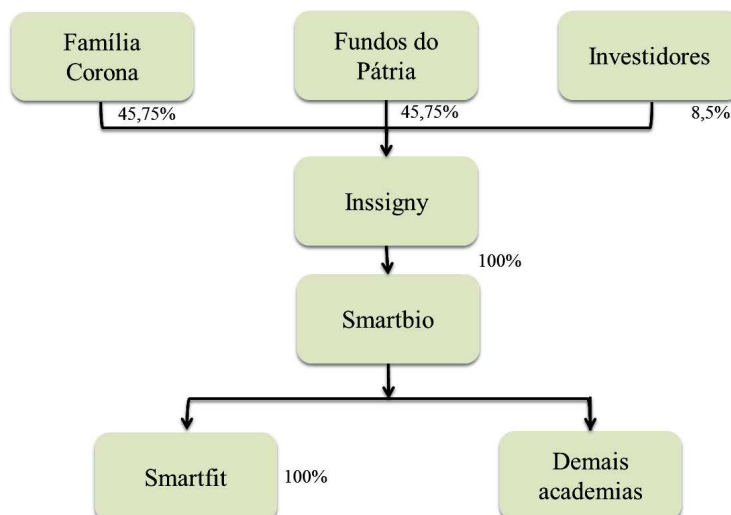 Família
Corona
Fundos do
Pátria
Investidores
45,75%
45,75%
8,5%
Inssigny
100%
Smartbio
Smartfit
100%
Demais
academias